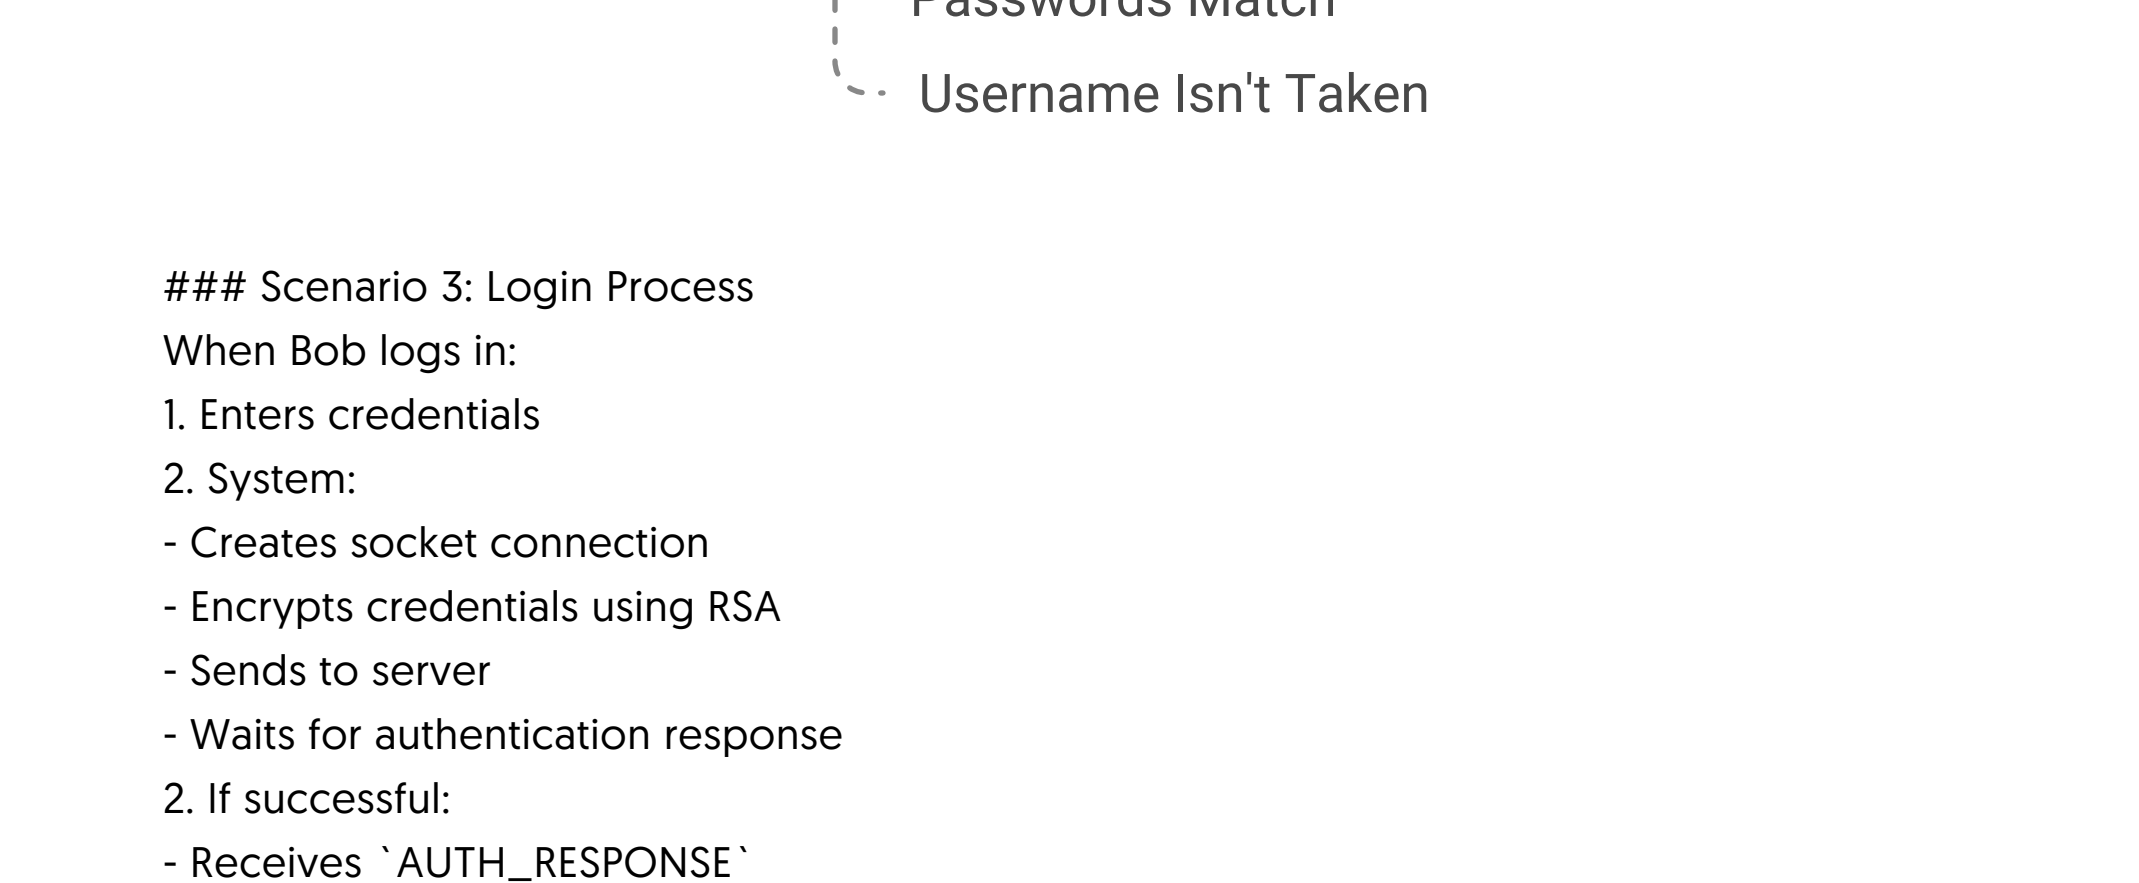 Passwords Match
Username Isn't Taken
### Scenario 3: Login Process
When Bob logs in:
1. Enters credentials
2. System:
- Creates socket connection
- Encrypts credentials using RSA
- Sends to server
- Waits for authentication response
2. If successful:
- Receives `AUTH_RESPONSE`